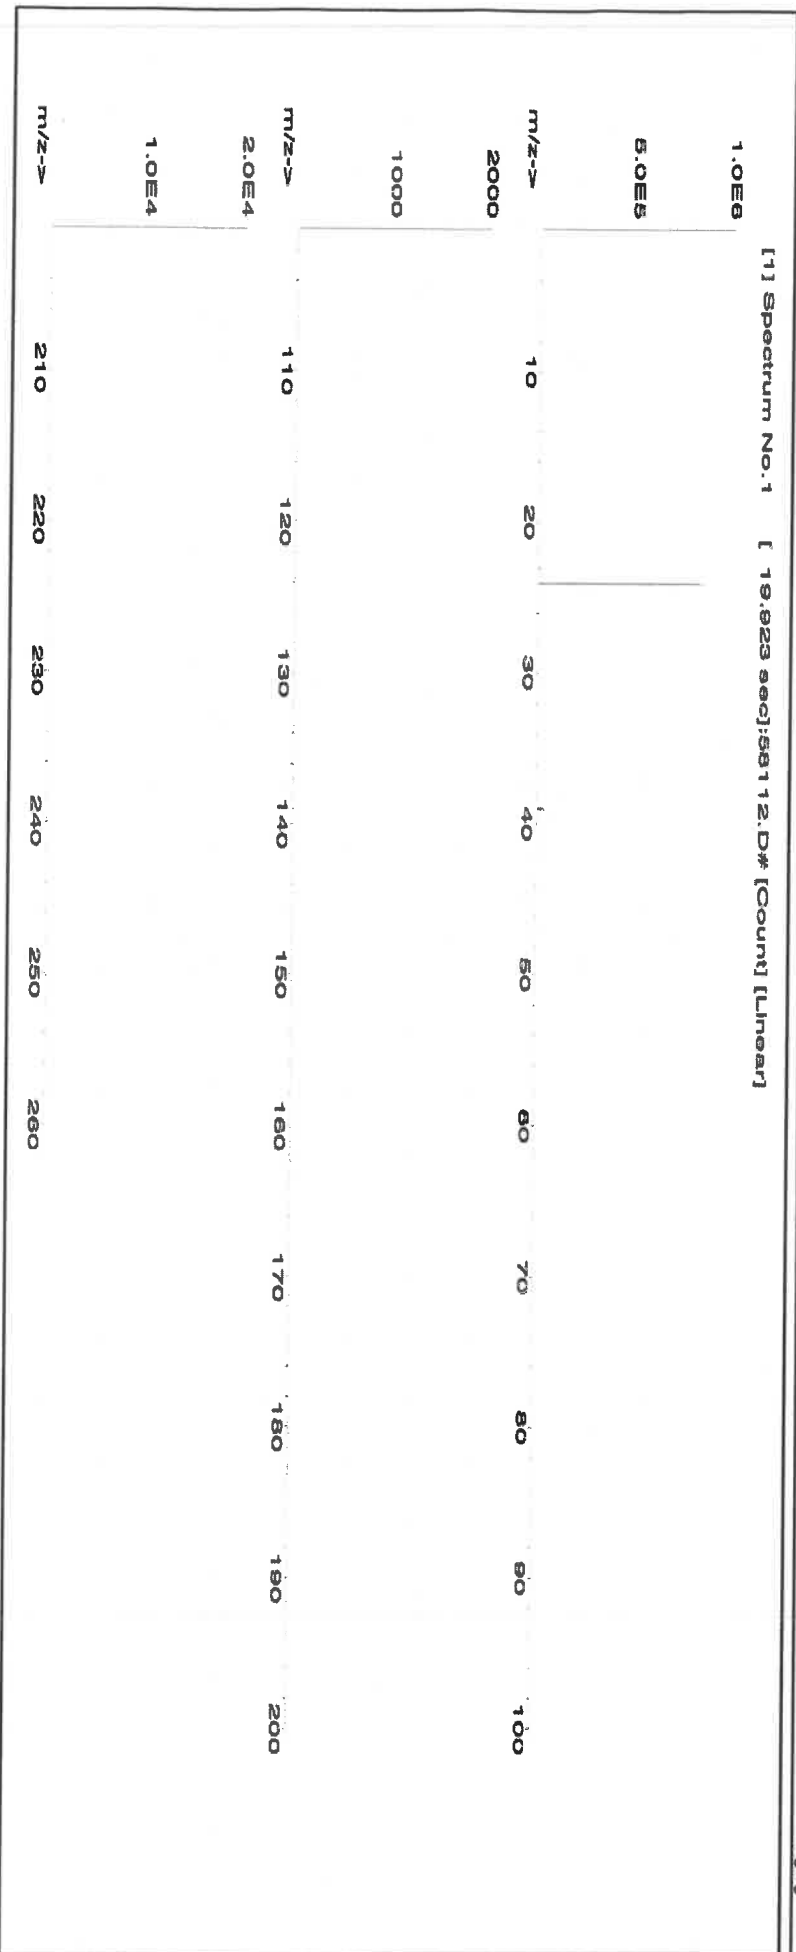 [1] Spectrum No.1 [ 19.923 sec]:58112.D# [Count] [Linear]
1.0E6
5.0E5
m/z-> 10 20 30 40 50 60 70 80 90 100
2000
1000
m/z-> 110 120 130 140 150 160 170 180 190 200
2.0E4
1.0E4
m/z-> 210 220 230 240 250 260